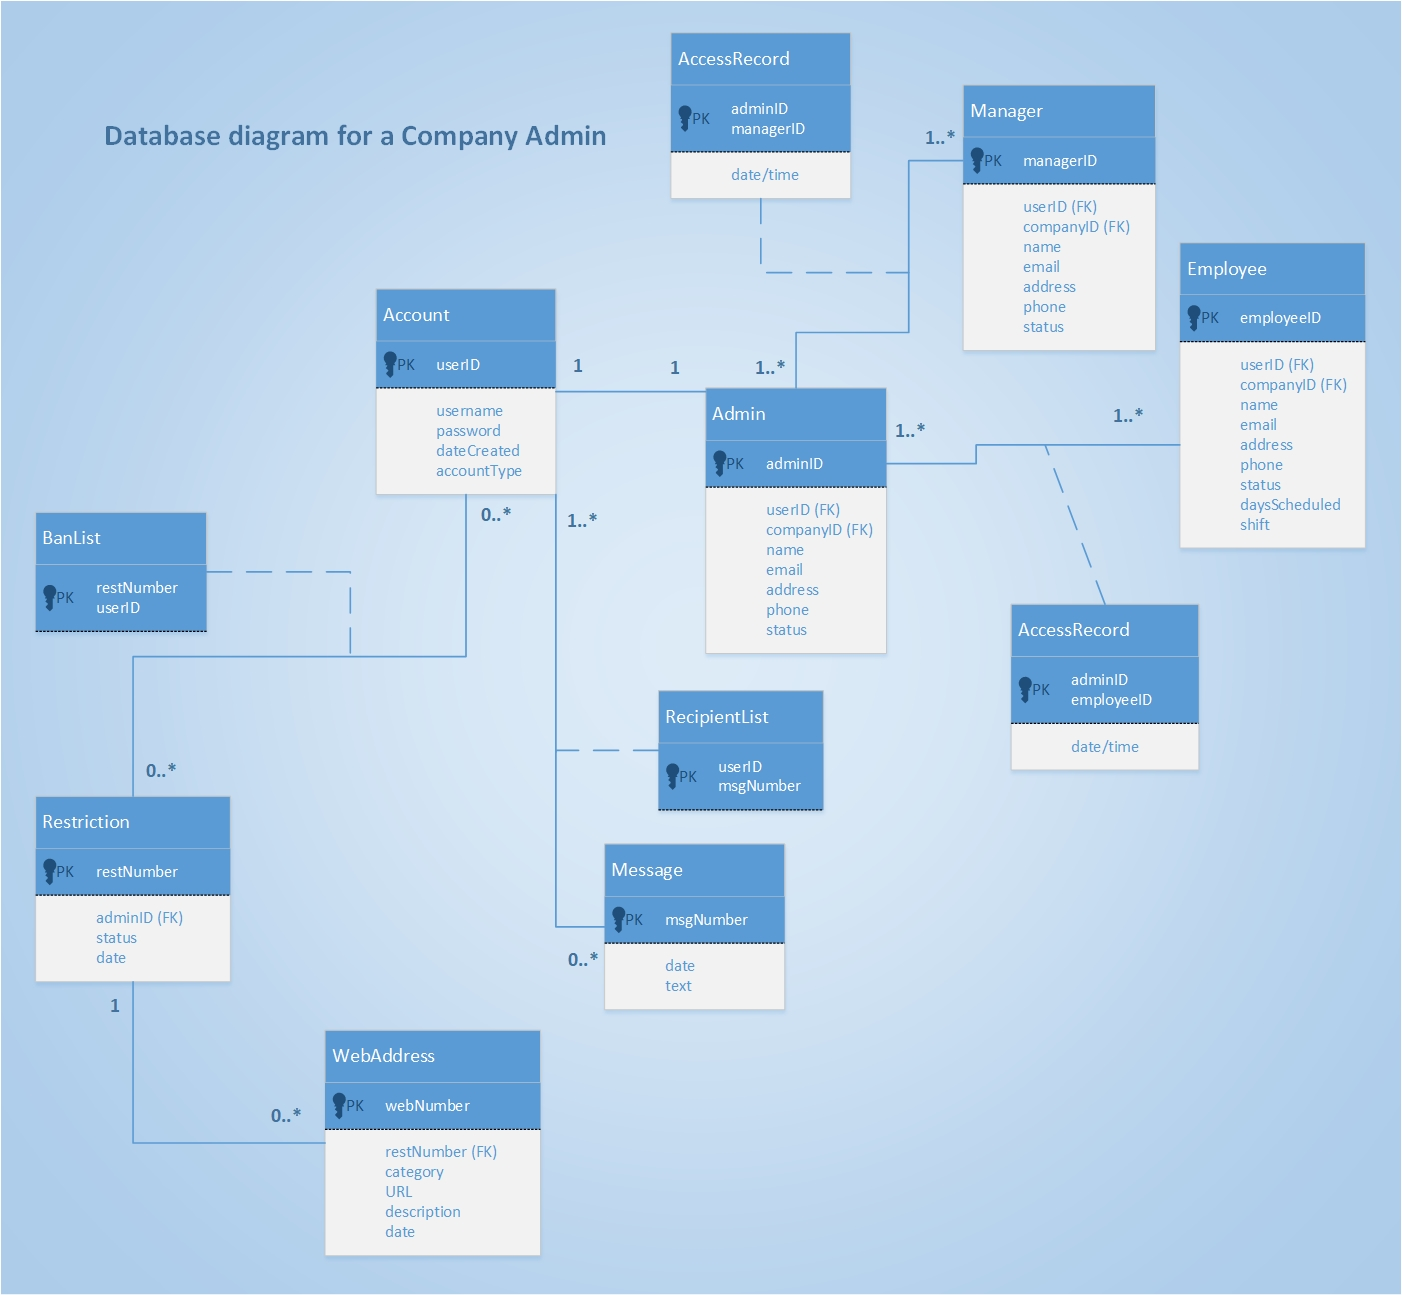 Database diagram for a Company Admin
AccessRecord
PK
adminID
managerID
date/time
Manager
PK
managerID
userID (FK)
companyID (FK)
name
email
address
phone
status
1..*
Employee
PK
employeeID
userID (FK)
companyID (FK)
name
email
address
phone
status
daysScheduled
shift
Account
PK
userID
username
password
dateCreated
accountType
1
1
1..*
Admin
PK
adminID
userID (FK)
companyID (FK)
name
email
address
phone
status
1..*
1..*
0..*
1..*
BanList
PK
restNumber
userID
AccessRecord
PK
adminID
employeeID
date/time
RecipientList
PK
userID
msgNumber
0..*
Restriction
PK
restNumber
adminID (FK)
status
date
Message
PK
msgNumber
date
text
0..*
1
WebAddress
PK
webNumber
restNumber (FK)
category
URL
description
date
0..*